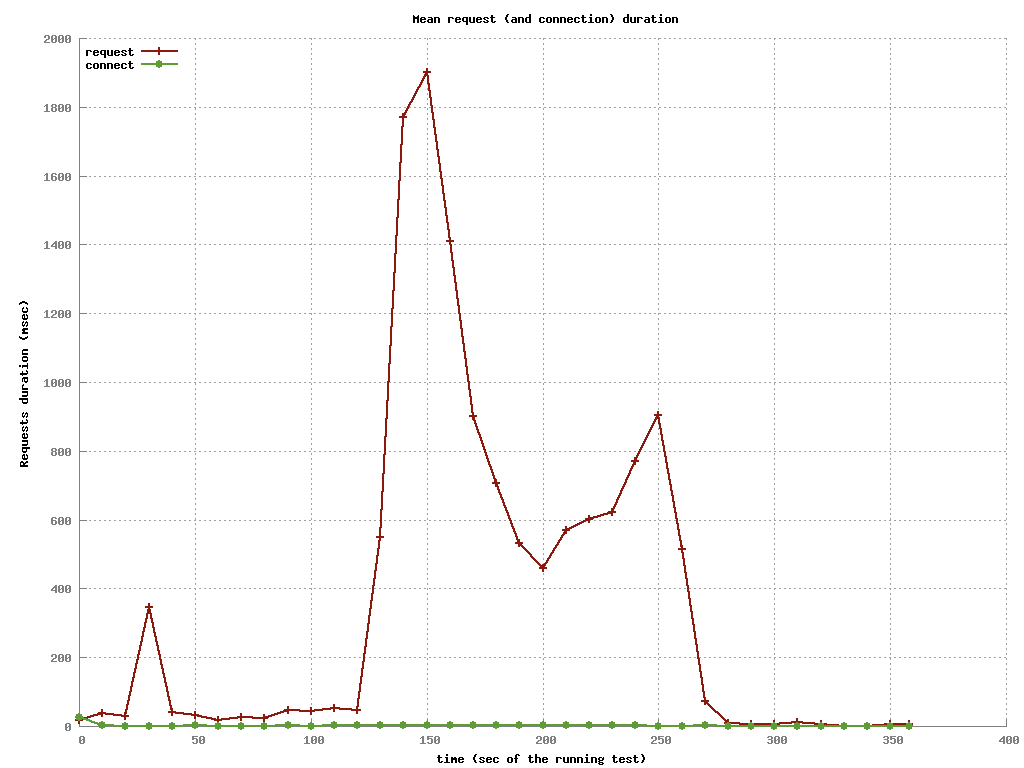 Mean request (and connection) duration
2000
request
connect
1800
1600
1400
1200
1000
800
600
400
200
0
Requests duration (msec)
0 50 100 150 200 250 300 350 400
time (sec of the running test)